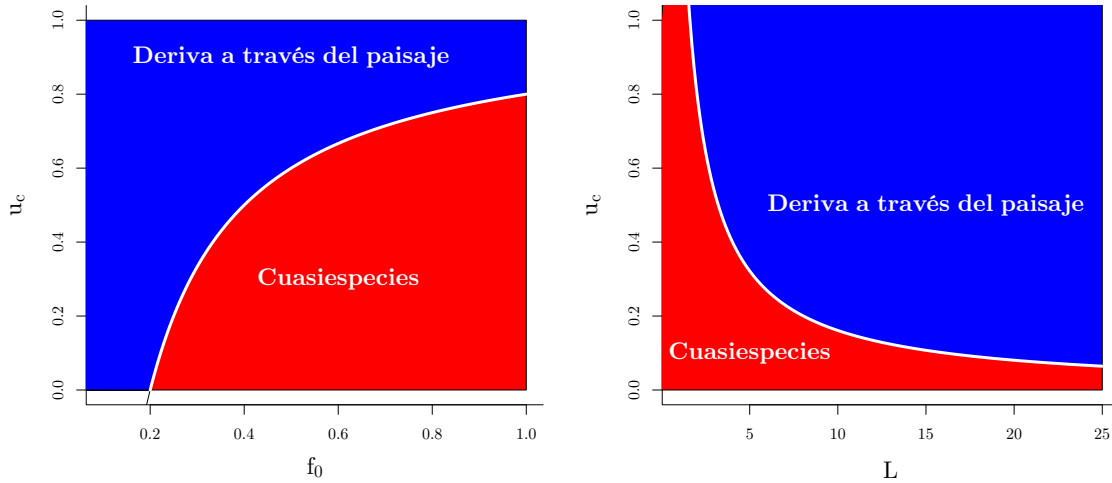 1.0
0.8
0.6
0.4
0.2
0.0
u_c
Deriva a través del paisaje
Cuasiespecies
0.2 0.4 0.6 0.8 1.0
f_0
1.0
0.8
0.6
0.4
0.2
0.0
u_c
Deriva a través del paisaje
Cuasiespecies
5 10 15 20 25
L